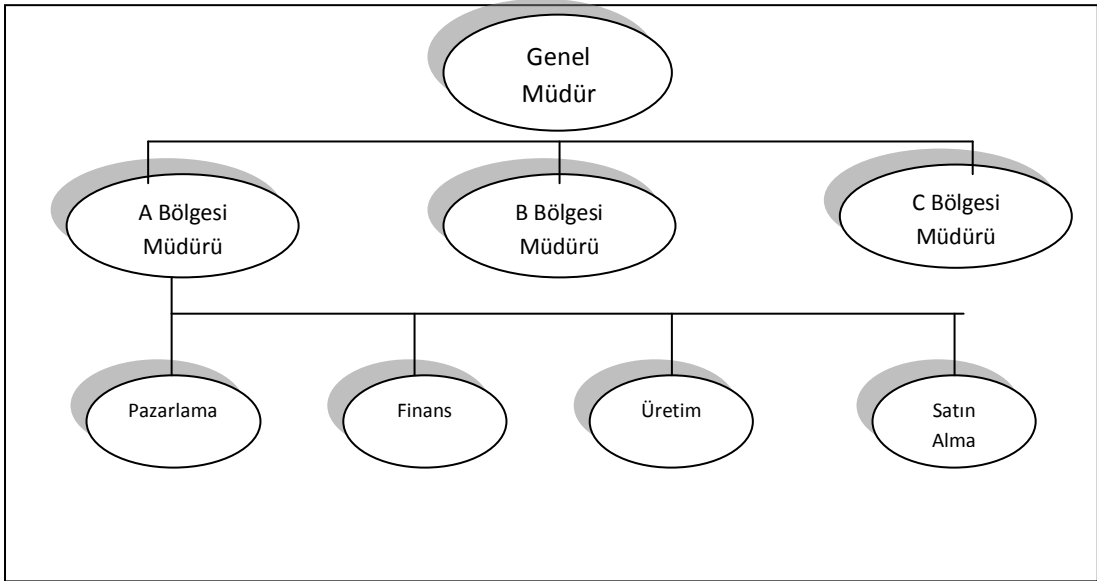 Genel
Müdür
A Bölgesi
Müdürü
B Bölgesi
Müdürü
C Bölgesi
Müdürü
Pazarlama
Finans
Üretim
Satın
Alma